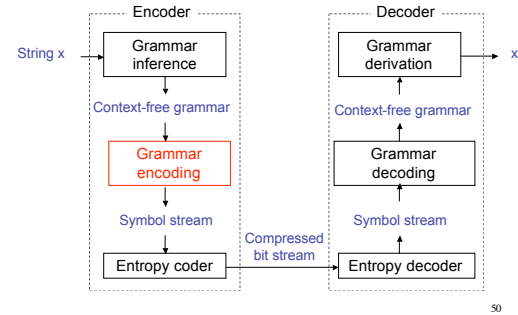 Encoder
String x
Grammar
inference
Context-free grammar
Grammar
encoding
Symbol stream
Entropy coder
Compressed
bit stream
Decoder
Grammar
derivation
x
Context-free grammar
Grammar
decoding
Symbol stream
Entropy decoder
50